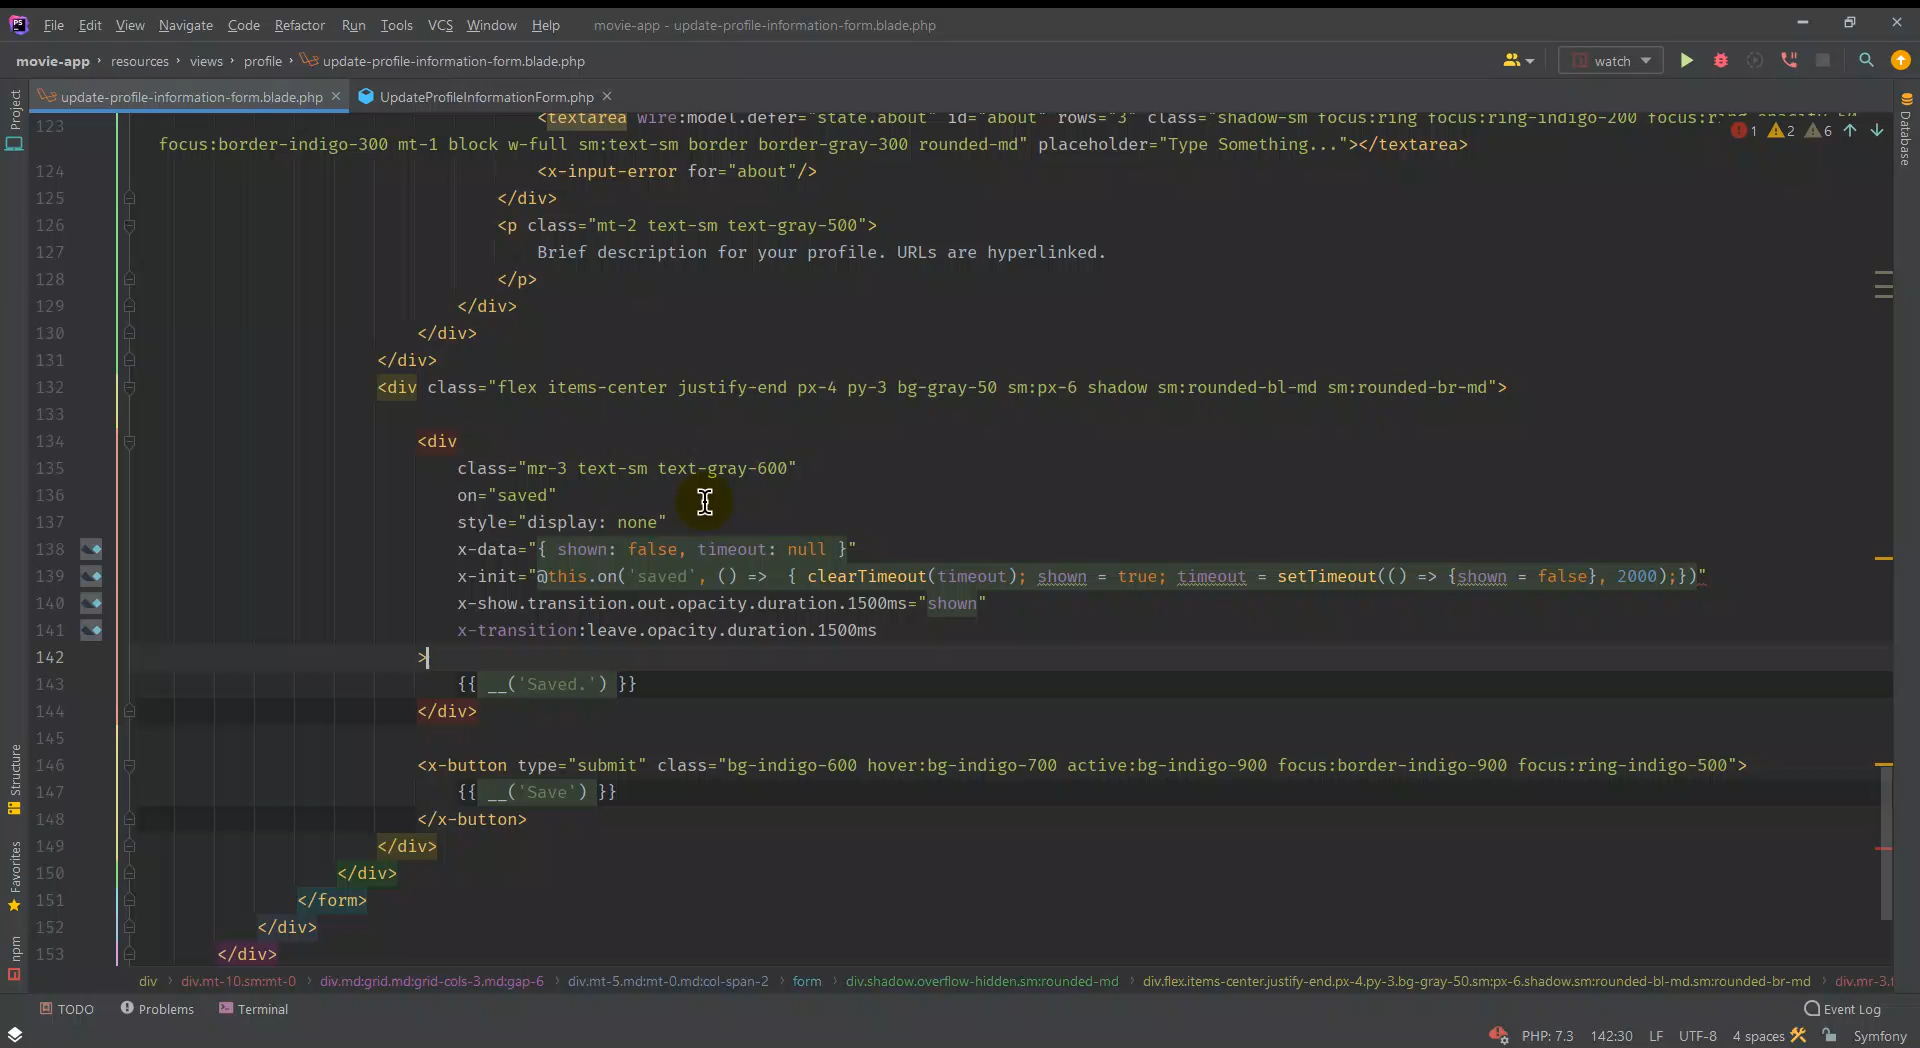 PS File Edit View Navigate Code Refactor Run Tools VCS Window Help movie-app - update-profile-information-form.blade.php
movie-app › resources › views › profile › update-profile-information-form.blade.php watch
update-profile-information-form.blade.php UpdateProfileInformationForm.php
Project
Database
Structure
Favorites
npm
1 2 6
123 <textarea wire:model.defer="state.about" id="about" rows="3" class="shadow-sm focus:ring focus:ring-indigo-200 focus:ring-opacity-50
focus:border-indigo-300 mt-1 block w-full sm:text-sm border border-gray-300 rounded-md" placeholder="Type Something..."></textarea>
124 <x-input-error for="about"/>
125 </div>
126 <p class="mt-2 text-sm text-gray-500">
127 Brief description for your profile. URLs are hyperlinked.
128 </p>
129 </div>
130 </div>
131 </div>
132 <div class="flex items-center justify-end px-4 py-3 bg-gray-50 sm:px-6 shadow sm:rounded-bl-md sm:rounded-br-md">
133
134 <div
135 class="mr-3 text-sm text-gray-600"
136 on="saved"
137 style="display: none"
138 x-data="{ shown: false, timeout: null }"
139 x-init="@this.on('saved', () => { clearTimeout(timeout); shown = true; timeout = setTimeout(() => {shown = false}, 2000);})"
140 x-show.transition.out.opacity.duration.1500ms="shown"
141 x-transition:leave.opacity.duration.1500ms
142 >
143 {{ __('Saved.') }}
144 </div>
145
146 <x-button type="submit" class="bg-indigo-600 hover:bg-indigo-700 active:bg-indigo-900 focus:border-indigo-900 focus:ring-indigo-500">
147 {{ __('Save') }}
148 </x-button>
149 </div>
150 </div>
151 </form>
152 </div>
153 </div>
div › div.mt-10.sm:mt-0 › div.md:grid.md:grid-cols-3.md:gap-6 › div.mt-5.md:mt-0.md:col-span-2 › form › div.shadow.overflow-hidden.sm:rounded-md › div.flex.items-center.justify-end.px-4.py-3.bg-gray-50.sm:px-6.shadow.sm:rounded-bl-md.sm:rounded-br-md › div.mr-3.t
TODO Problems Terminal Event Log
PHP: 7.3 142:30 LF UTF-8 4 spaces Symfony